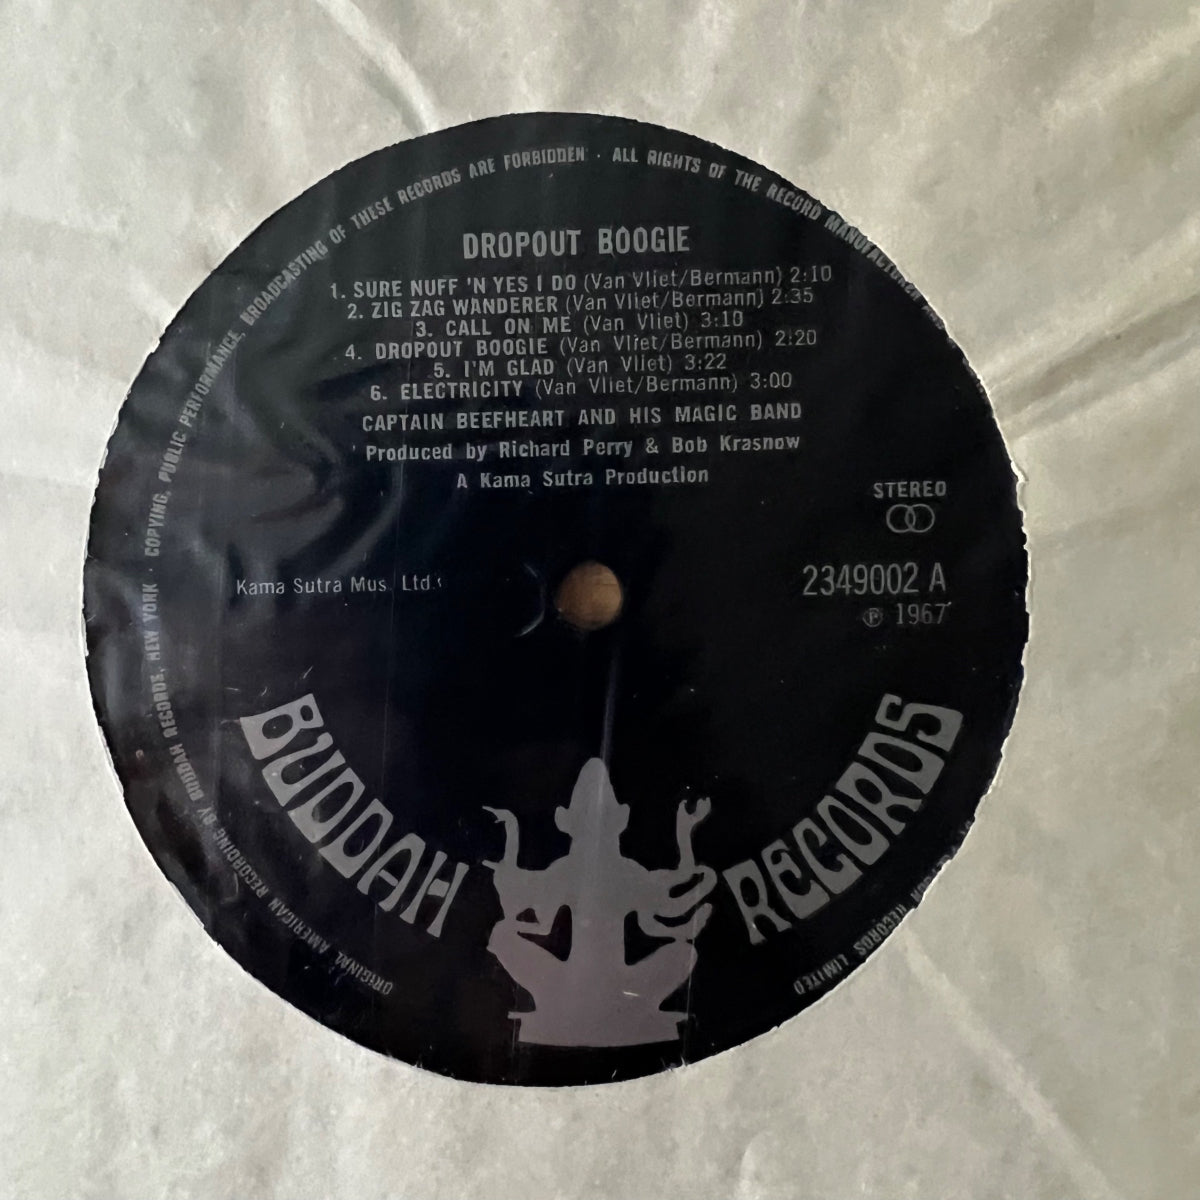 ORIGINAL AMERICAN RECORDING BY BUDDAH RECORDS, NEW YORK · COPYING, PUBLIC PERFORMANCE, BROADCASTING OF THESE RECORDS ARE FORBIDDEN · ALL RIGHTS OF THE RECORD MANUFACTURER
RECORDS LIMITED
DROPOUT BOOGIE
1. SURE NUFF 'N YES I DO (Van Vliet/Bermann) 2:10
2. ZIG ZAG WANDERER (Van Vliet/Bermann) 2:35
3. CALL ON ME (Van Vliet) 3:10
4. DROPOUT BOOGIE (Van Vliet/Bermann) 2:20
5. I'M GLAD (Van Vliet) 3:22
6. ELECTRICITY (Van Vliet/Bermann) 3:00
CAPTAIN BEEFHEART AND HIS MAGIC BAND
Produced by Richard Perry & Bob Krasnow
A Kama Sutra Production
STEREO
Kama Sutra Mus. Ltd.
2349002 A
℗ 1967
BUDDAH RECORDS